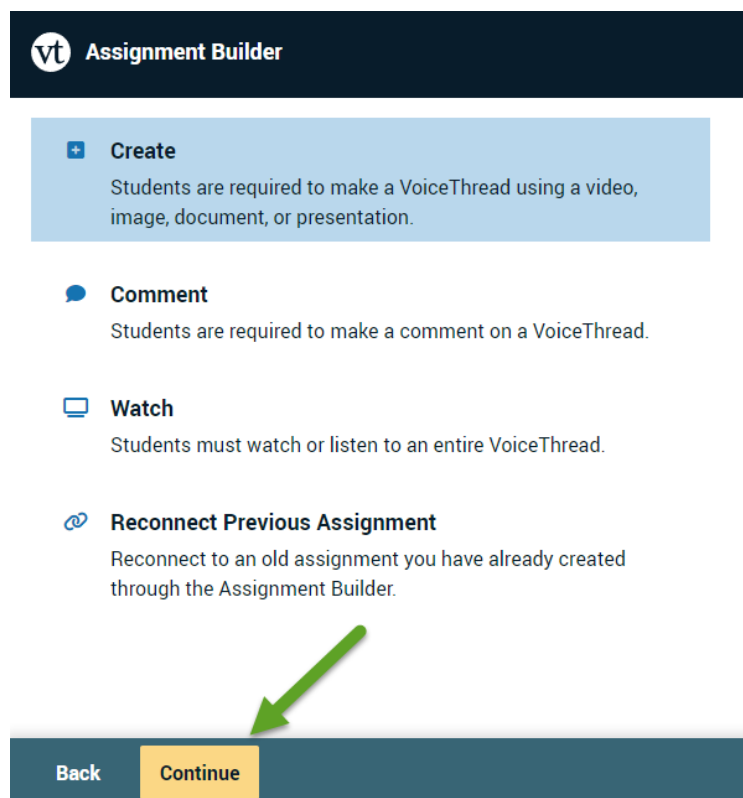 vt Assignment Builder
Create
Students are required to make a VoiceThread using a video,
image, document, or presentation.
Comment
Students are required to make a comment on a VoiceThread.
Watch
Students must watch or listen to an entire VoiceThread.
Reconnect Previous Assignment
Reconnect to an old assignment you have already created
through the Assignment Builder.
Back Continue